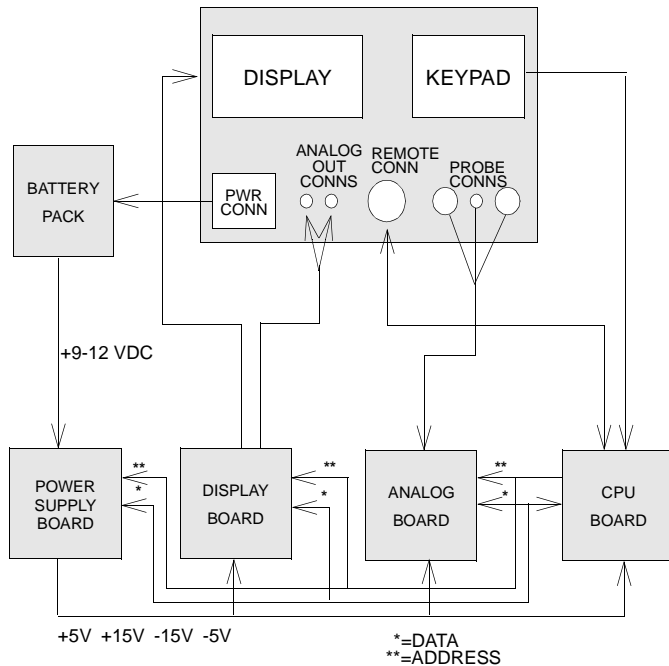 DISPLAY
KEYPAD
ANALOG
OUT
CONNS
REMOTE
CONN
PROBE
CONNS
BATTERY
PACK
PWR
CONN
+9-12 VDC
**
*
**
*
**
*
POWER
SUPPLY
BOARD
DISPLAY
BOARD
ANALOG
BOARD
CPU
BOARD
+5V +15V -15V -5V
*=DATA
**=ADDRESS